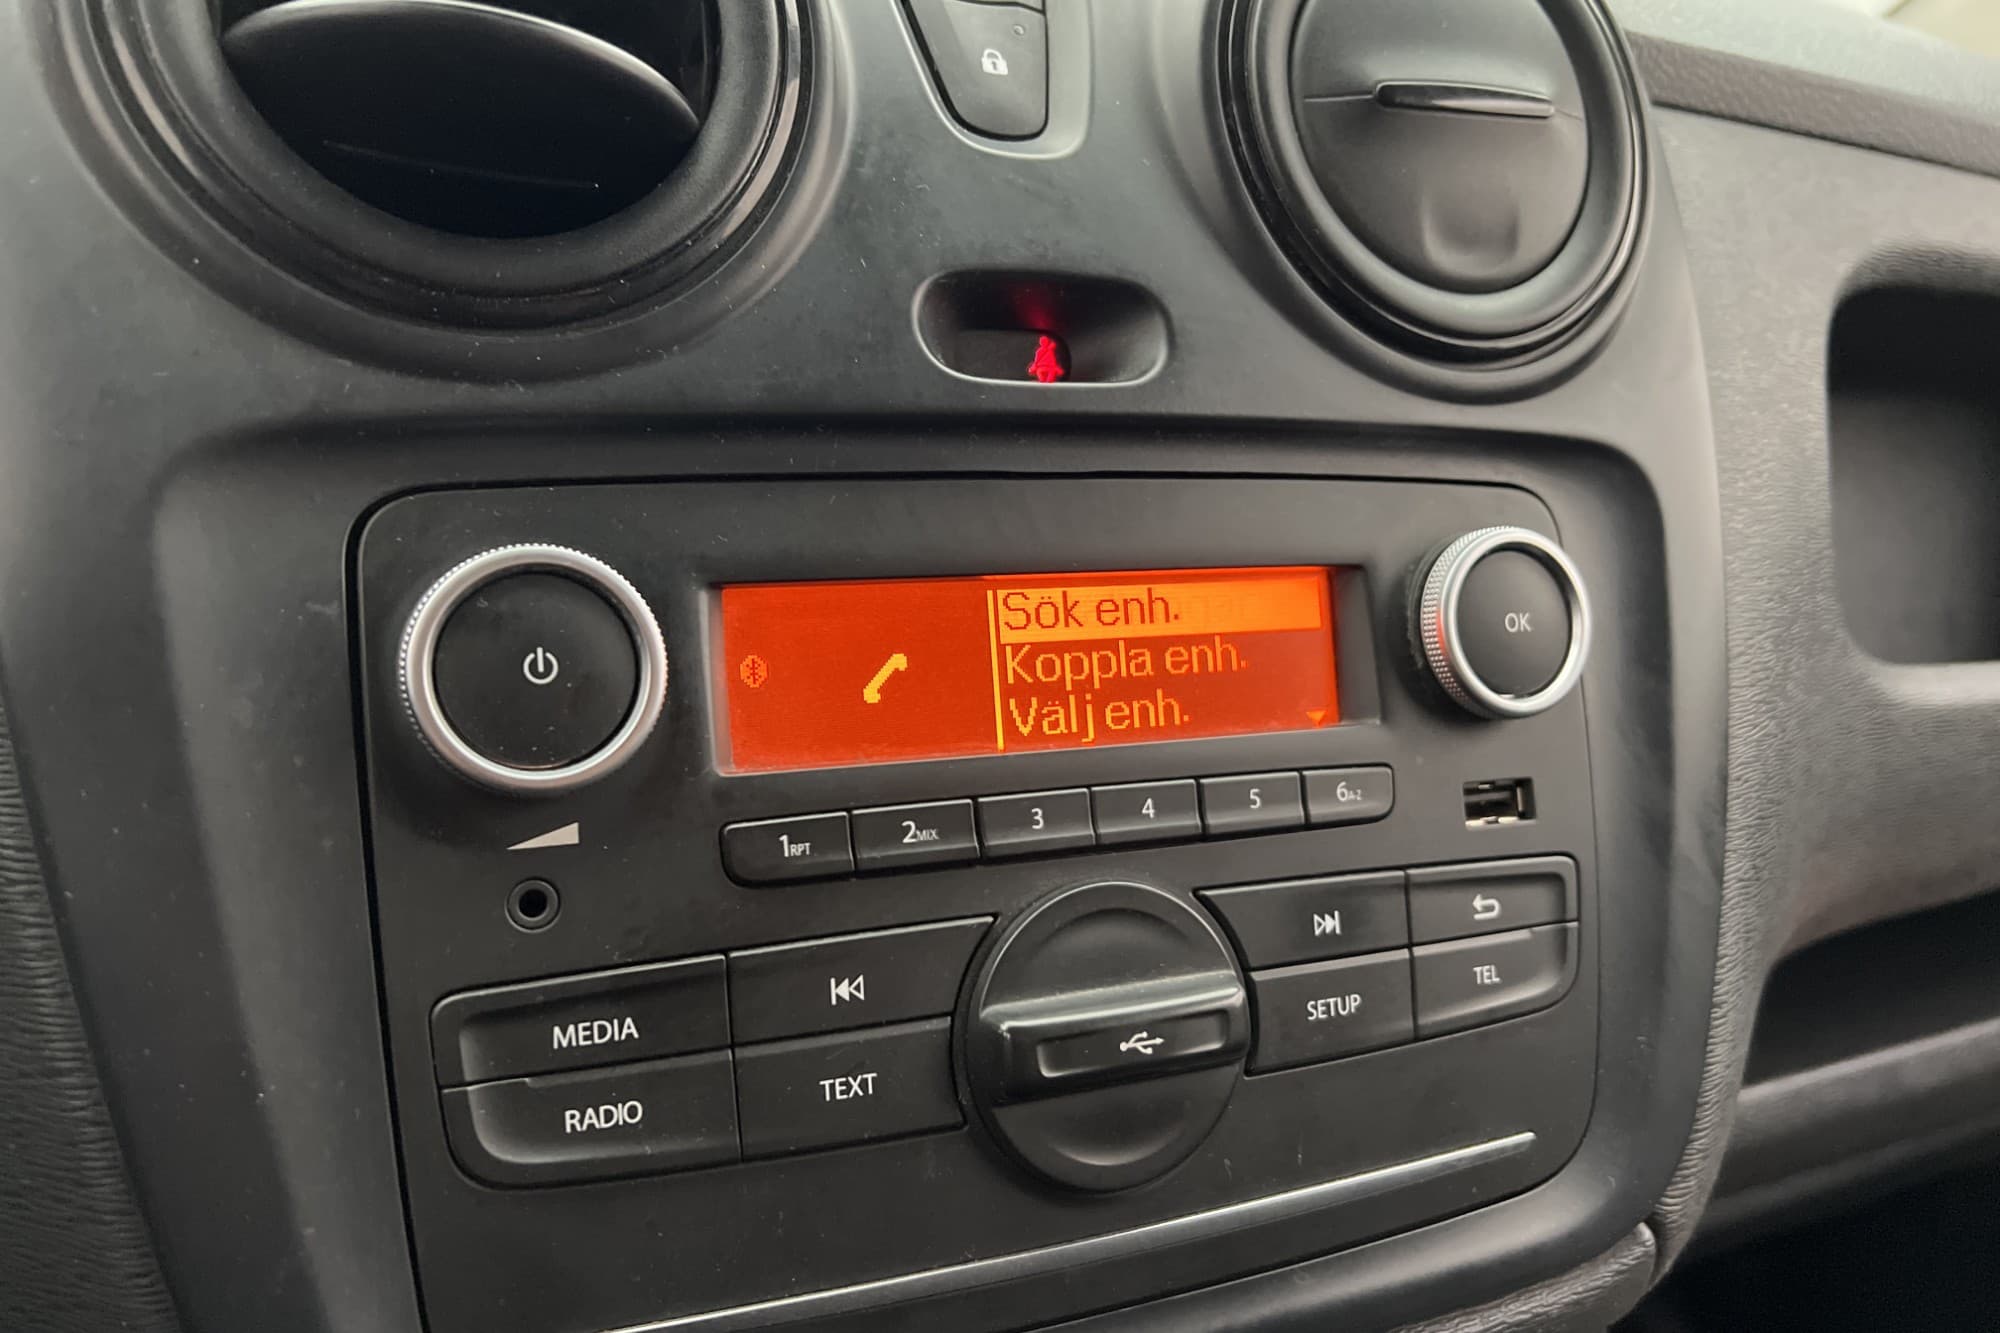 Sök enh.
Koppla enh.
Välj enh.
OK
1RPT
2MIX
3
4
5
6A-Z
MEDIA
RADIO
TEXT
SETUP
TEL